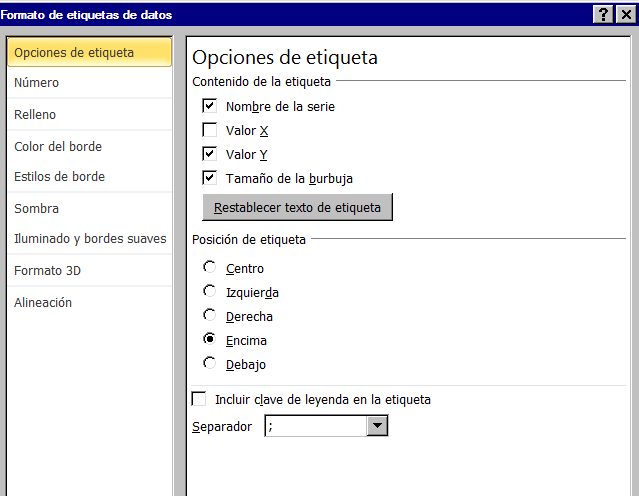 Formato de etiquetas de datos
Opciones de etiqueta
Número
Relleno
Color del borde
Estilos de borde
Sombra
Iluminado y bordes suaves
Formato 3D
Alineación
Opciones de etiqueta
Contenido de la etiqueta
Nombre de la serie
Valor X
Valor Y
Tamaño de la burbuja
Restablecer texto de etiqueta
Posición de etiqueta
Centro
Izquierda
Derecha
Encima
Debajo
Incluir clave de leyenda en la etiqueta
Separador ;